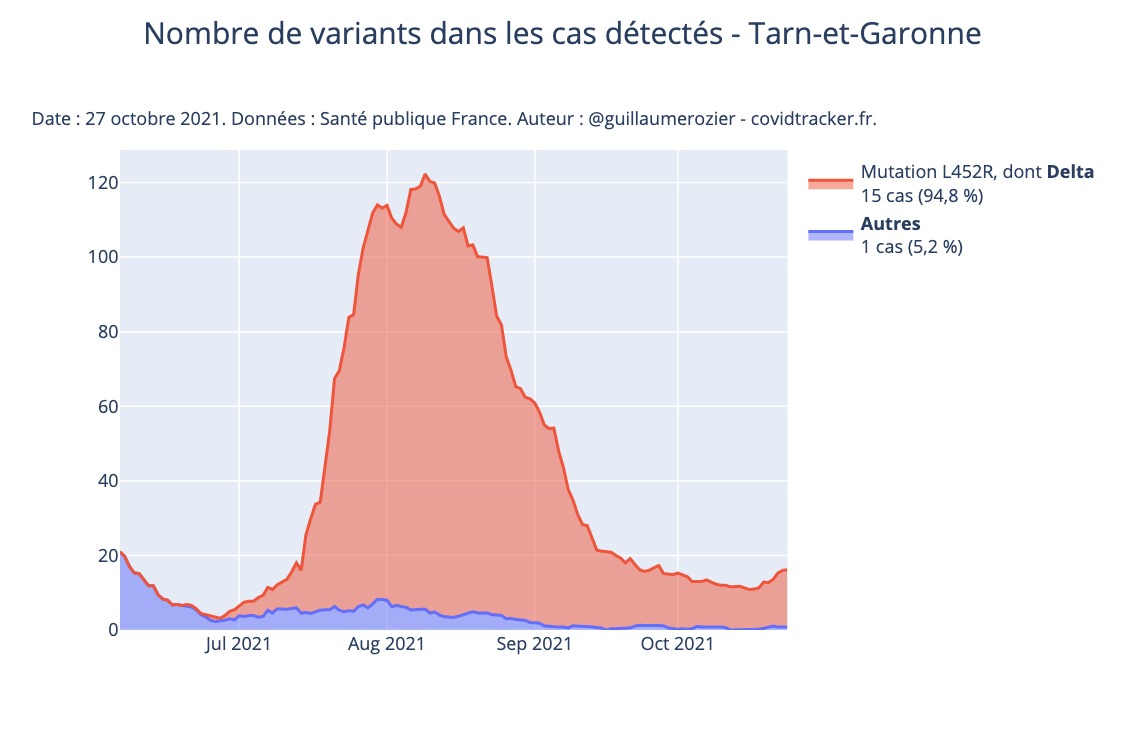 Nombre de variants dans les cas détectés - Tarn-et-Garonne
Date : 27 octobre 2021. Données : Santé publique France. Auteur : @guillaumerozier - covidtracker.fr.
Mutation L452R, dont Delta
15 cas (94,8 %)
Autres
1 cas (5,2 %)
120
100
80
60
40
20
0
Jul 2021
Aug 2021
Sep 2021
Oct 2021